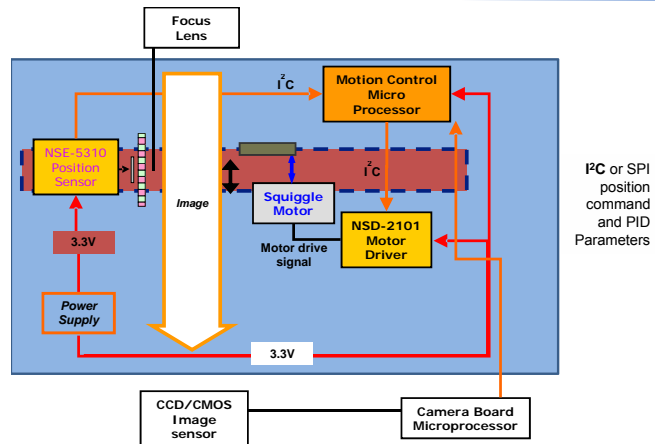 Focus
Lens
I²C
Motion Control
Micro
Processor
NSE-5310
Position
Sensor
Image
I²C
Squiggle
Motor
I²C or SPI
position
command
and PID
Parameters
NSD-2101
Motor
Driver
3.3V
Motor drive
signal
Power
Supply
3.3V
CCD/CMOS
Image
sensor
Camera Board
Microprocessor